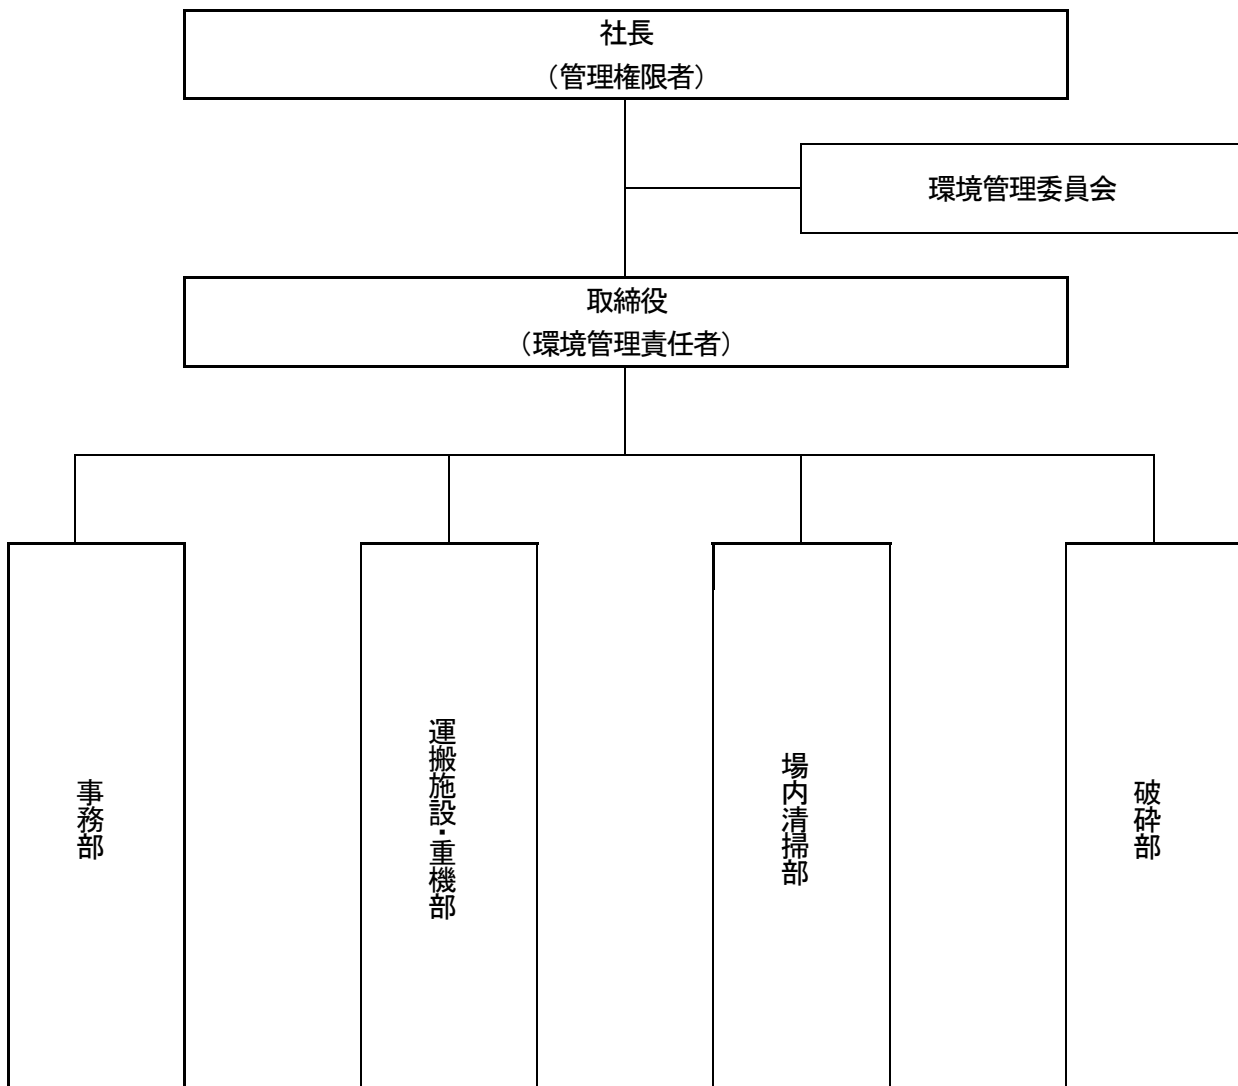 社長
（管理権限者）
環境管理委員会
取締役
（環境管理責任者）
事務部
運搬施設・重機部
場内清掃部
破砕部